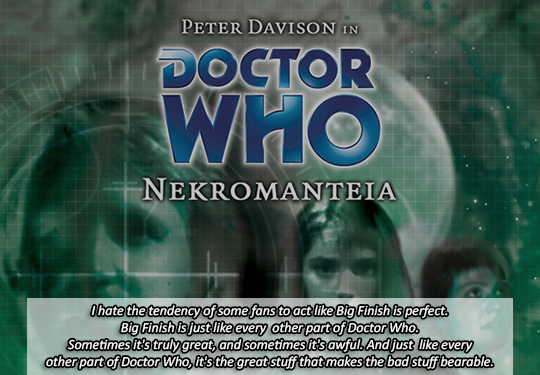 PETER DAVISON IN
DOCTOR
WHO
NEKROMANTEIA
I hate the tendency of some fans to act like Big Finish is perfect.
Big Finish is just like every other part of Doctor Who.
Sometimes it's truly great, and sometimes it's awful. And just like every
other part of Doctor Who, it's the great stuff that makes the bad stuff bearable.